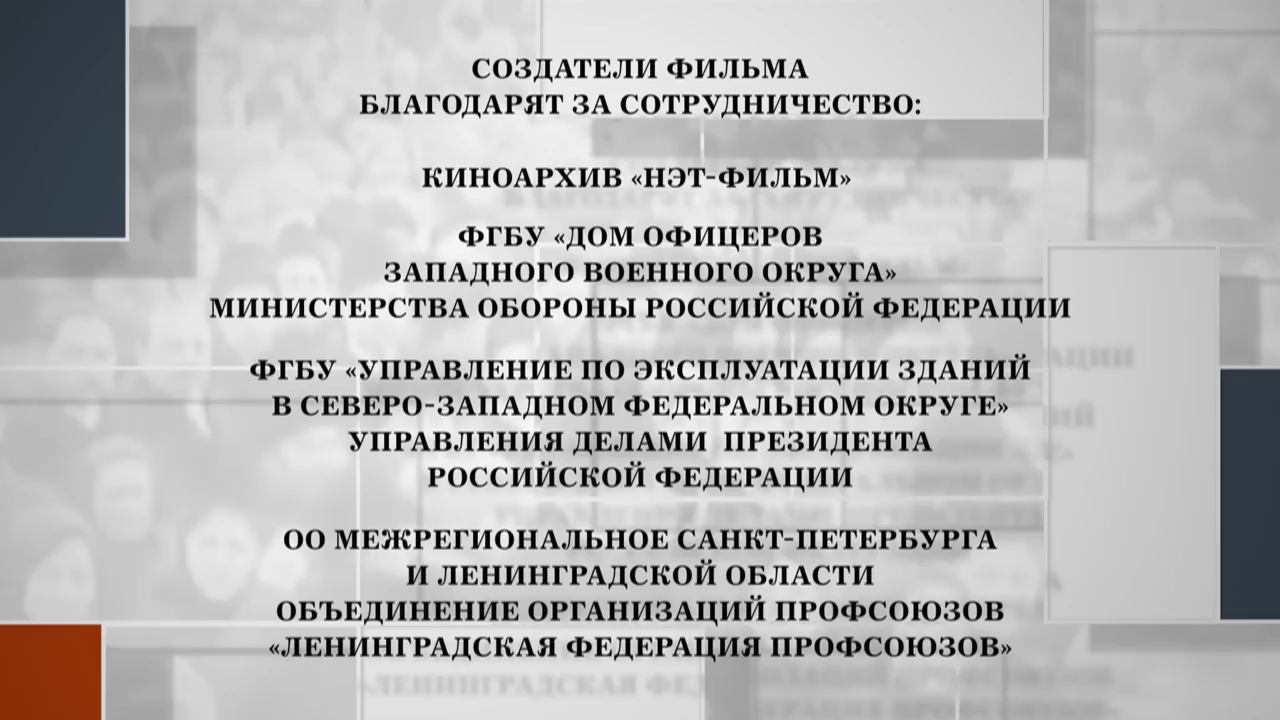 СОЗДАТЕЛИ ФИЛЬМА
БЛАГОДАРЯТ ЗА СОТРУДНИЧЕСТВО:
КИНОАРХИВ «НЭТ-ФИЛЬМ»
ФГБУ «ДОМ ОФИЦЕРОВ
ЗАПАДНОГО ВОЕННОГО ОКРУГА»
МИНИСТЕРСТВА ОБОРОНЫ РОССИЙСКОЙ ФЕДЕРАЦИИ
ФГБУ «УПРАВЛЕНИЕ ПО ЭКСПЛУАТАЦИИ ЗДАНИЙ
В СЕВЕРО-ЗАПАДНОМ ФЕДЕРАЛЬНОМ ОКРУГЕ»
УПРАВЛЕНИЯ ДЕЛАМИ ПРЕЗИДЕНТА
РОССИЙСКОЙ ФЕДЕРАЦИИ
ОО МЕЖРЕГИОНАЛЬНОЕ САНКТ-ПЕТЕРБУРГА
И ЛЕНИНГРАДСКОЙ ОБЛАСТИ
ОБЪЕДИНЕНИЕ ОРГАНИЗАЦИЙ ПРОФСОЮЗОВ
«ЛЕНИНГРАДСКАЯ ФЕДЕРАЦИЯ ПРОФСОЮЗОВ»